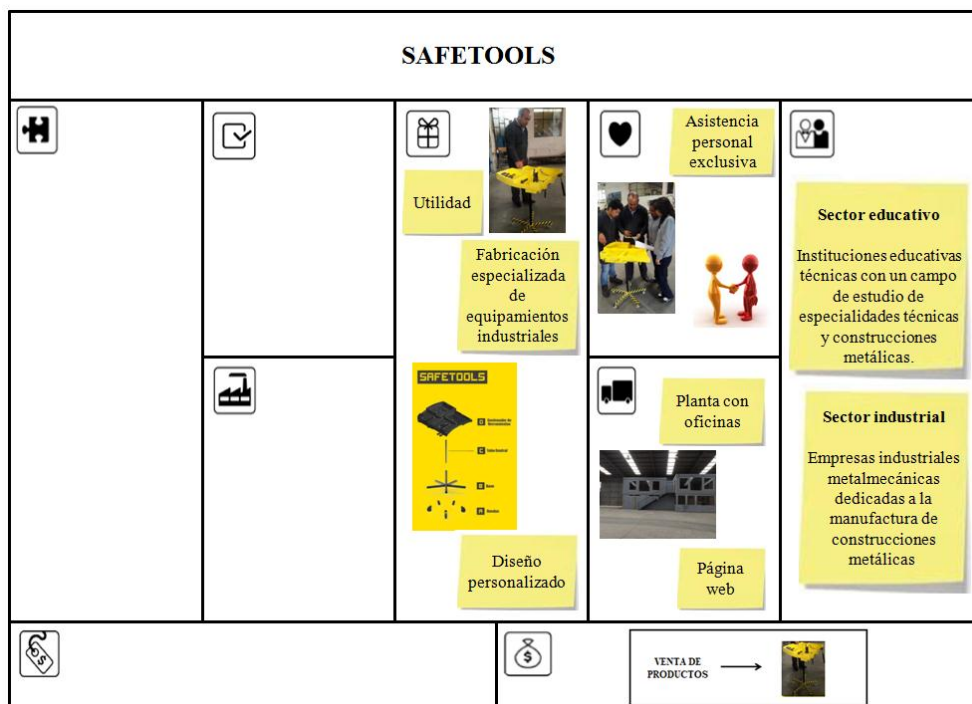 SAFETOOLS
Utilidad
Fabricación
especializada
de
equipamientos
industriales
SAFETOOLS
D
C
B
Base
A
Diseño
personalizado
Asistencia
personal
exclusiva
Planta con
oficinas
Página
web
Sector educativo
Instituciones educativas
técnicas con un campo
de estudio de
especialidades técnicas
y construcciones
metálicas.
Sector industrial
Empresas industriales
metalmecánicas
dedicadas a la
manufactura de
construcciones
metálicas
VENTA DE
PRODUCTOS